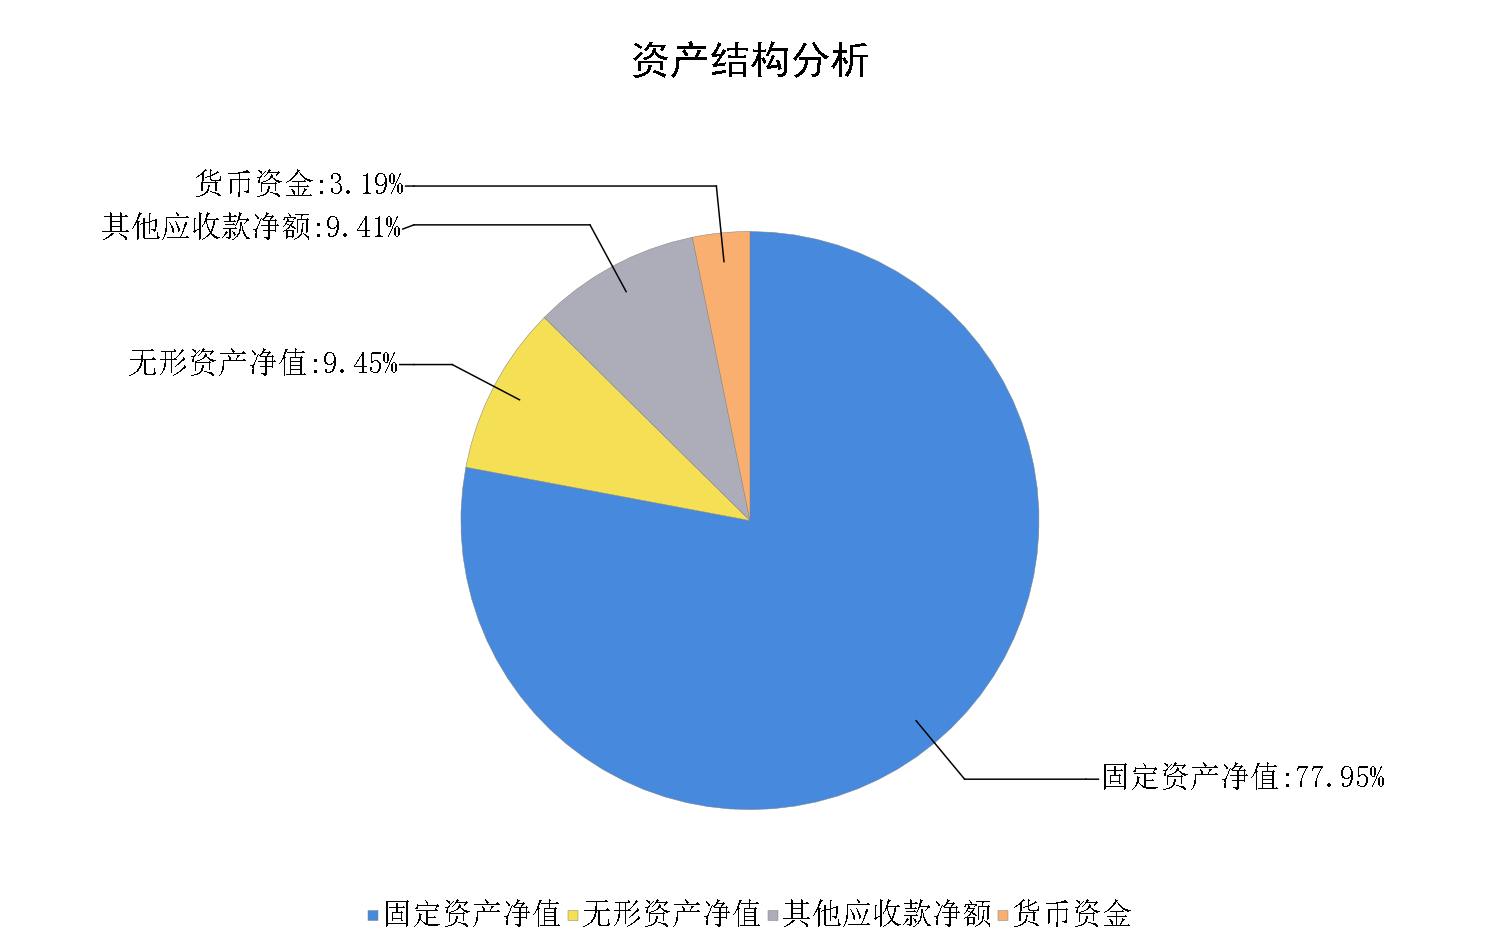 资产结构分析
货币资金:3.19%
其他应收款净额:9.41%
无形资产净值:9.45%
固定资产净值:77.95%
固定资产净值 无形资产净值 其他应收款净额 货币资金